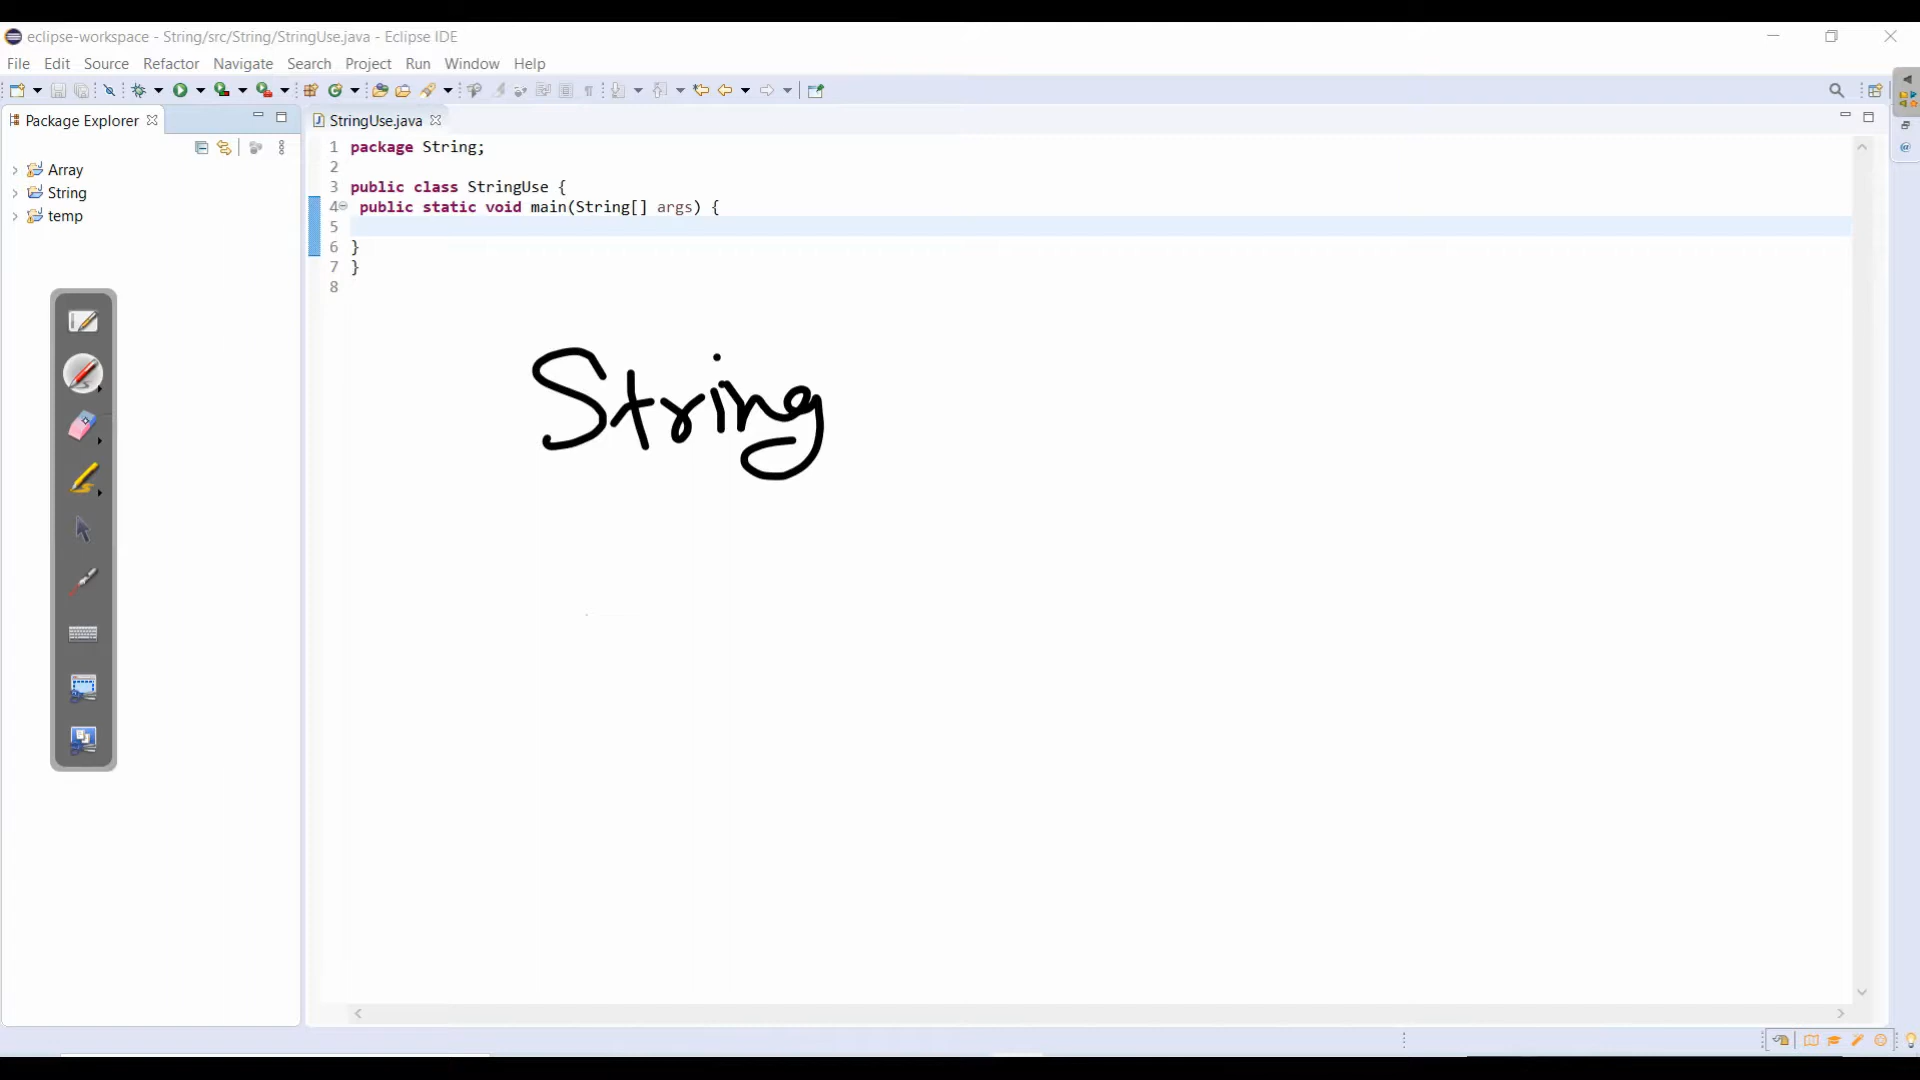 eclipse-workspace - String/src/String/StringUse.java - Eclipse IDE
File Edit Source Refactor Navigate Search Project Run Window Help
Package Explorer
StringUse.java
Array
String
temp
1 package String;
2
3 public class StringUse {
4 public static void main(String[] args) {
5
6 }
7 }
8
String